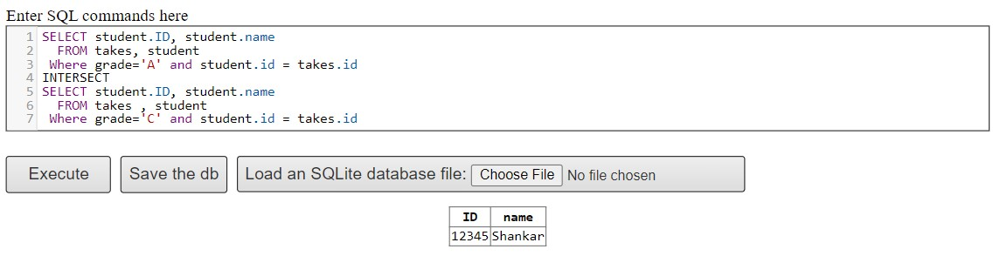 Enter SQL commands here
1 SELECT student.ID, student.name
2   FROM takes, student
3  Where grade='A' and student.id = takes.id
4 INTERSECT
5 SELECT student.ID, student.name
6   FROM takes , student
7  Where grade='C' and student.id = takes.id
Execute Save the db Load an SQLite database file: Choose File No file chosen
ID name
12345 Shankar